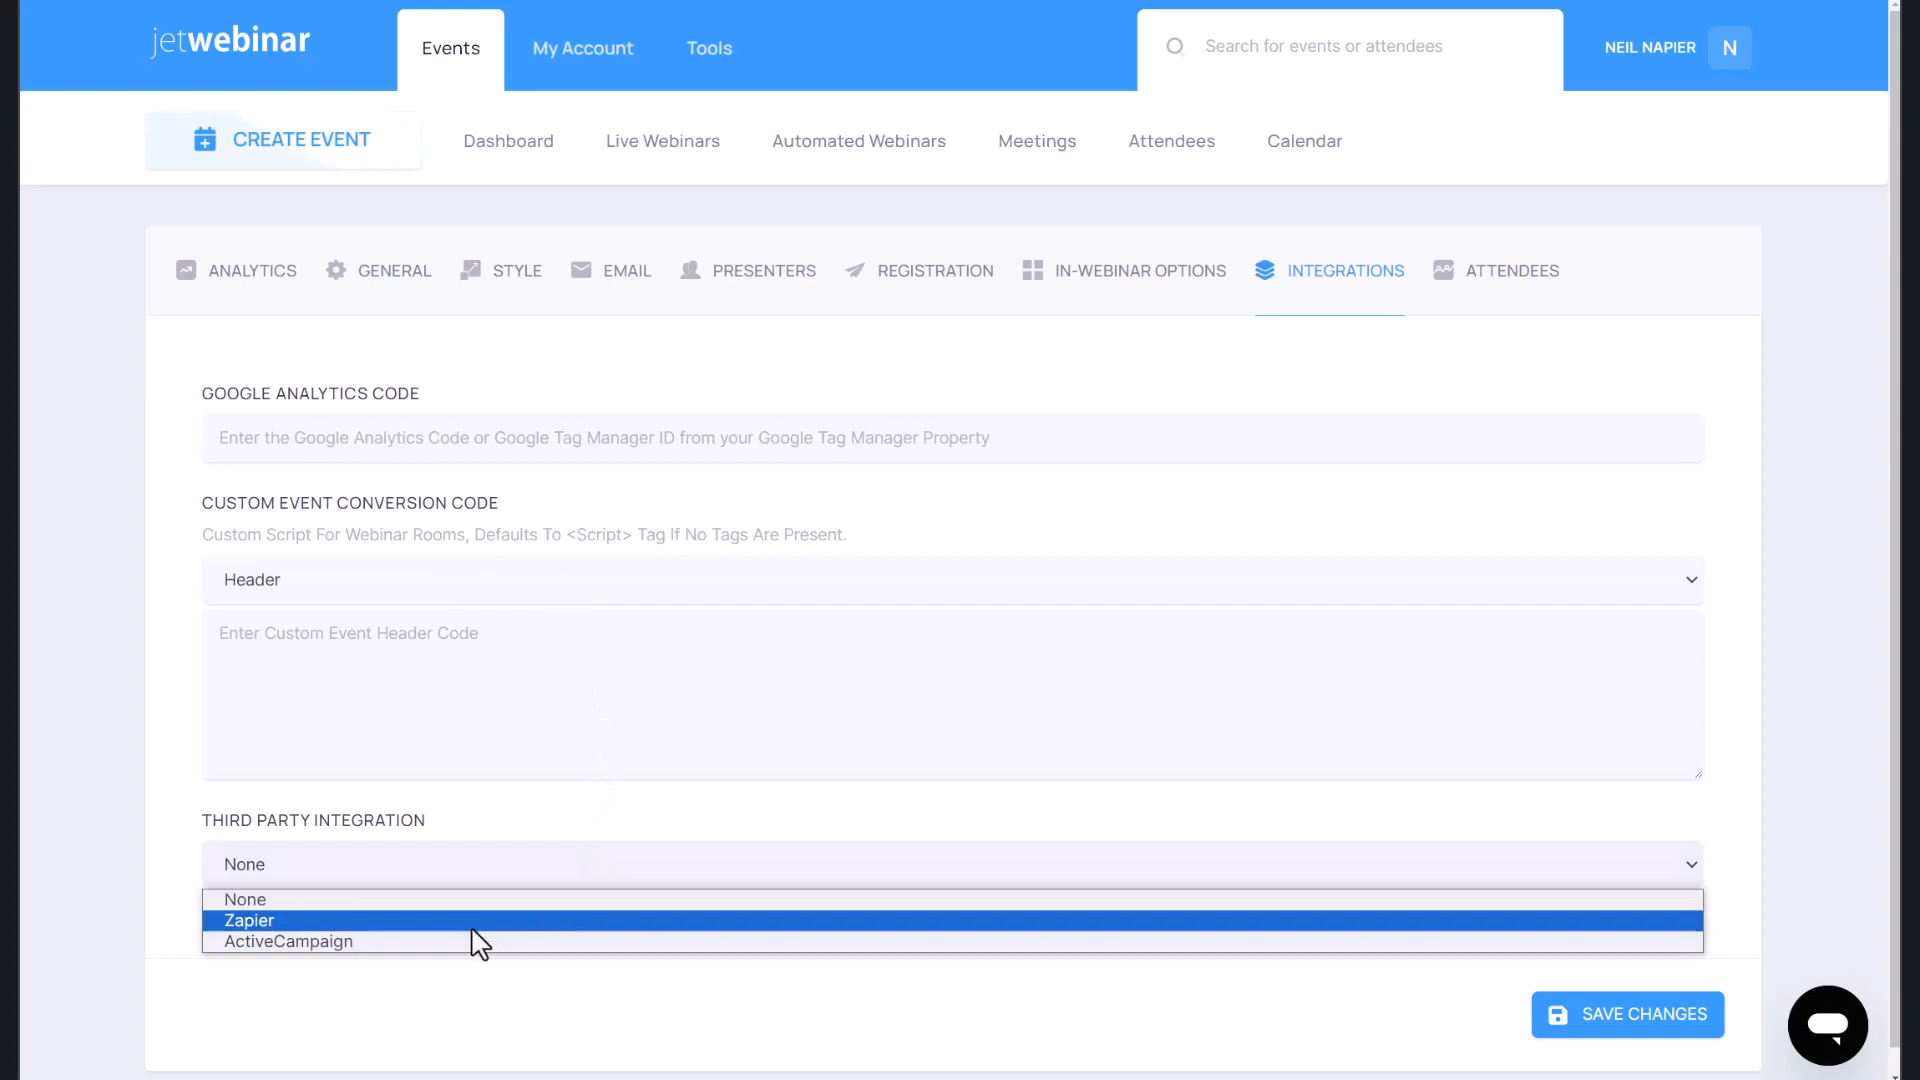 jetwebinar
Events
My Account
Tools
Search for events or attendees
NEIL NAPIER
N
CREATE EVENT
Dashboard
Live Webinars
Automated Webinars
Meetings
Attendees
Calendar
ANALYTICS
GENERAL
STYLE
EMAIL
PRESENTERS
REGISTRATION
IN-WEBINAR OPTIONS
INTEGRATIONS
ATTENDEES
GOOGLE ANALYTICS CODE
Enter the Google Analytics Code or Google Tag Manager ID from your Google Tag Manager Property
CUSTOM EVENT CONVERSION CODE
Custom Script For Webinar Rooms, Defaults To <Script> Tag If No Tags Are Present.
Header
Enter Custom Event Header Code
THIRD PARTY INTEGRATION
None
None
Zapier
ActiveCampaign
SAVE CHANGES